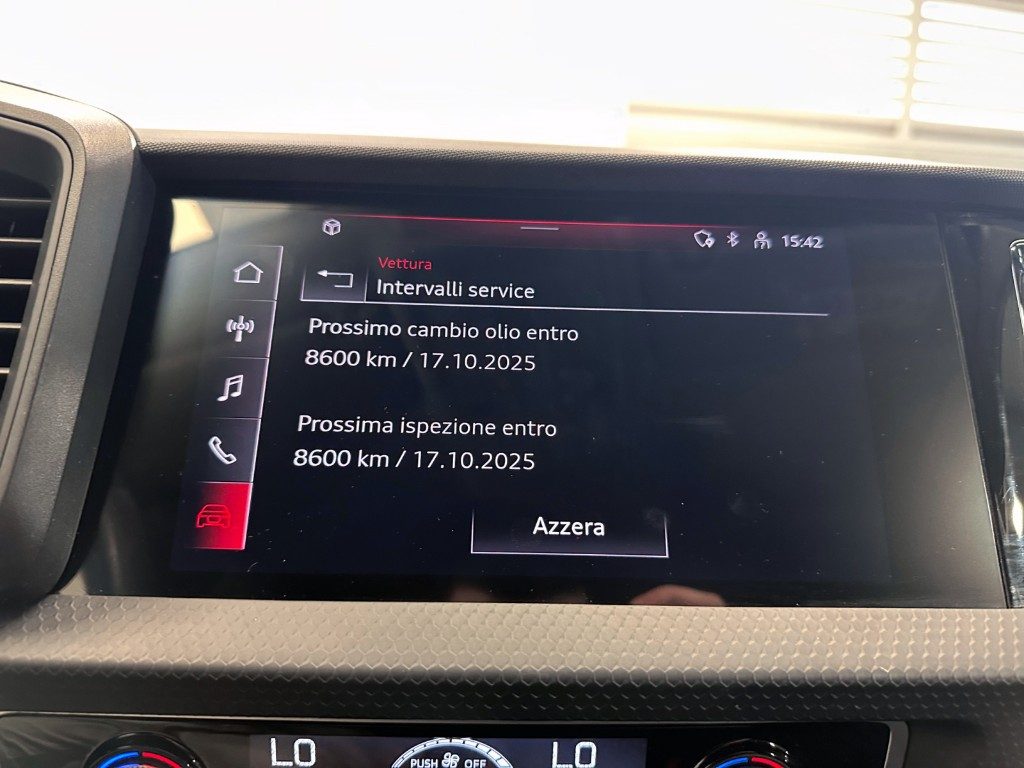 15:42
Vettura
Intervalli service
Prossimo cambio olio entro
8600 km / 17.10.2025
Prossima ispezione entro
8600 km / 17.10.2025
Azzera
LO PUSH OFF LO